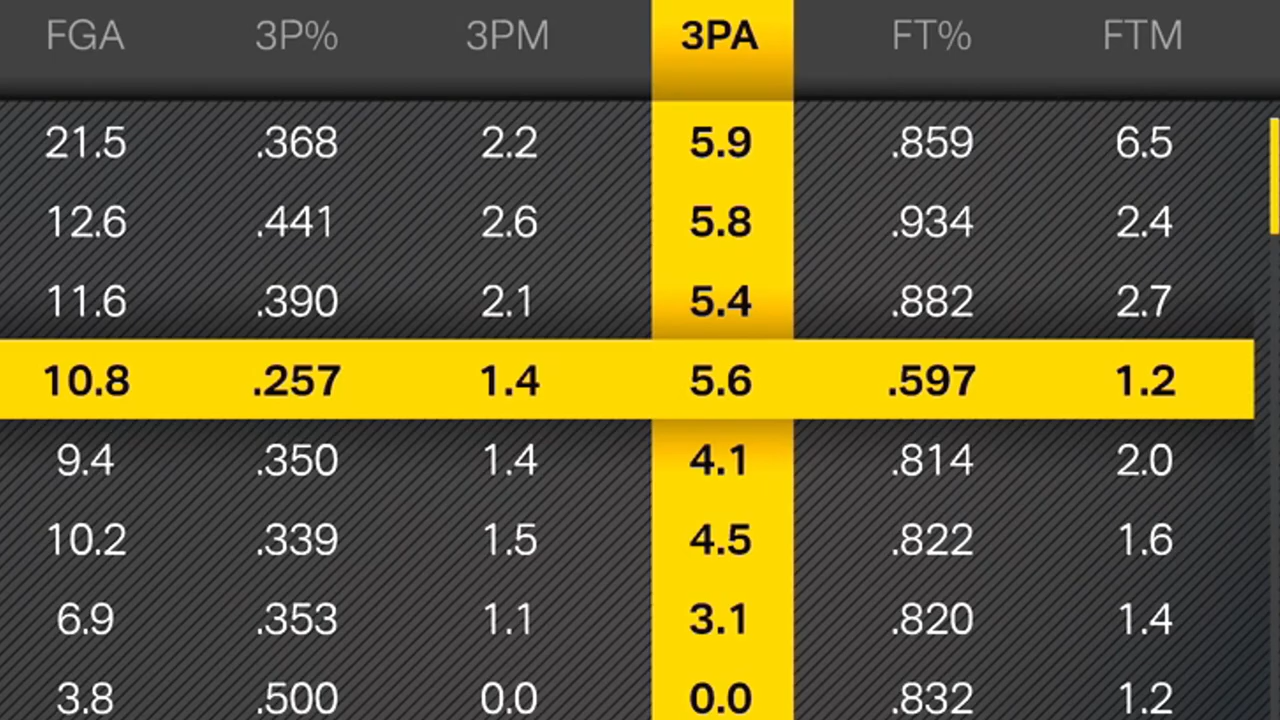 FGA 3P% 3PM 3PA FT% FTM
21.5 .368 2.2 5.9 .859 6.5
12.6 .441 2.6 5.8 .934 2.4
11.6 .390 2.1 5.4 .882 2.7
10.8 .257 1.4 5.6 .597 1.2
9.4 .350 1.4 4.1 .814 2.0
10.2 .339 1.5 4.5 .822 1.6
6.9 .353 1.1 3.1 .820 1.4
3.8 .500 0.0 0.0 .832 1.2